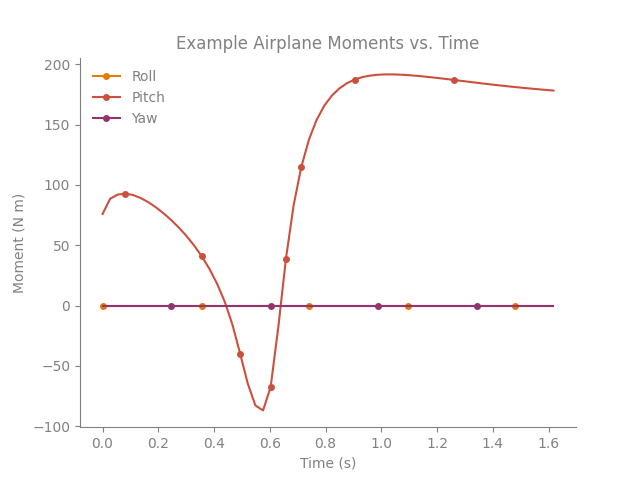 Example Airplane Moments vs. Time
Roll
Pitch
Yaw
200
150
100
50
0
−50
−100
Moment (N m)
0.0 0.2 0.4 0.6 0.8 1.0 1.2 1.4 1.6
Time (s)